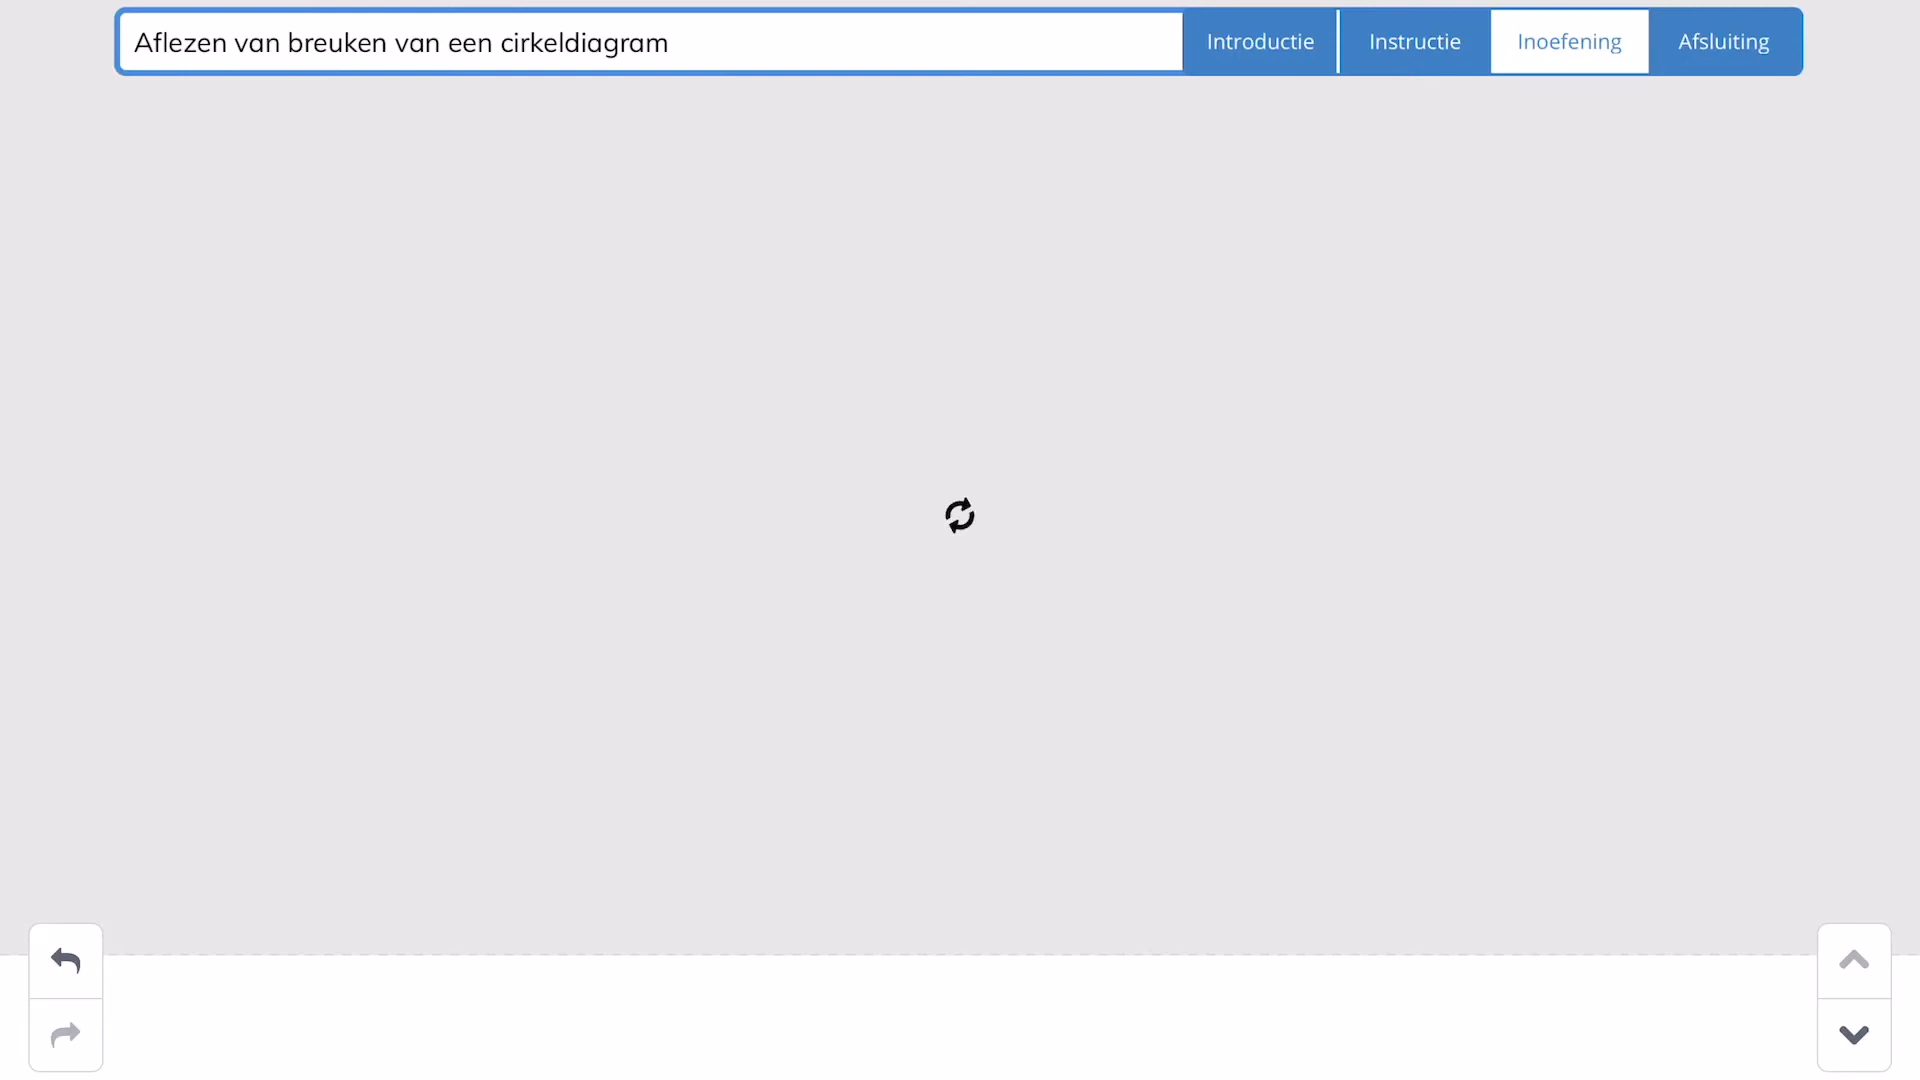 Aflezen van breuken van een cirkeldiagram
Introductie
Instructie
Inoefening
Afsluiting